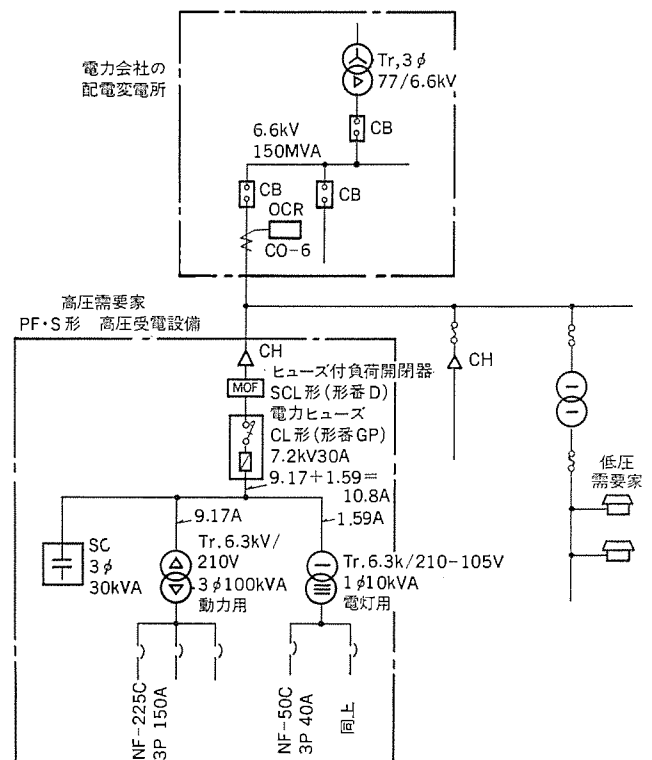 電力会社の
配電変電所
Tr,3φ
77/6.6kV
CB
6.6kV
150MVA
CB
CB
OCR
CO-6
高圧需要家
PF・S形 高圧受電設備
CH
ヒューズ付負荷開閉器
MOF
SCL形(形番D)
電力ヒューズ
CL形(形番GP)
7.2kV30A
9.17+1.59=
10.8A
CH
低圧
需要家
9.17A
1.59A
SC
3φ
30kVA
Tr.6.3kV/
210V
3φ100kVA
動力用
Tr.6.3k/210-105V
1φ10kVA
電灯用
NF-225C
3P 150A
NF-50C
3P 40A
同上